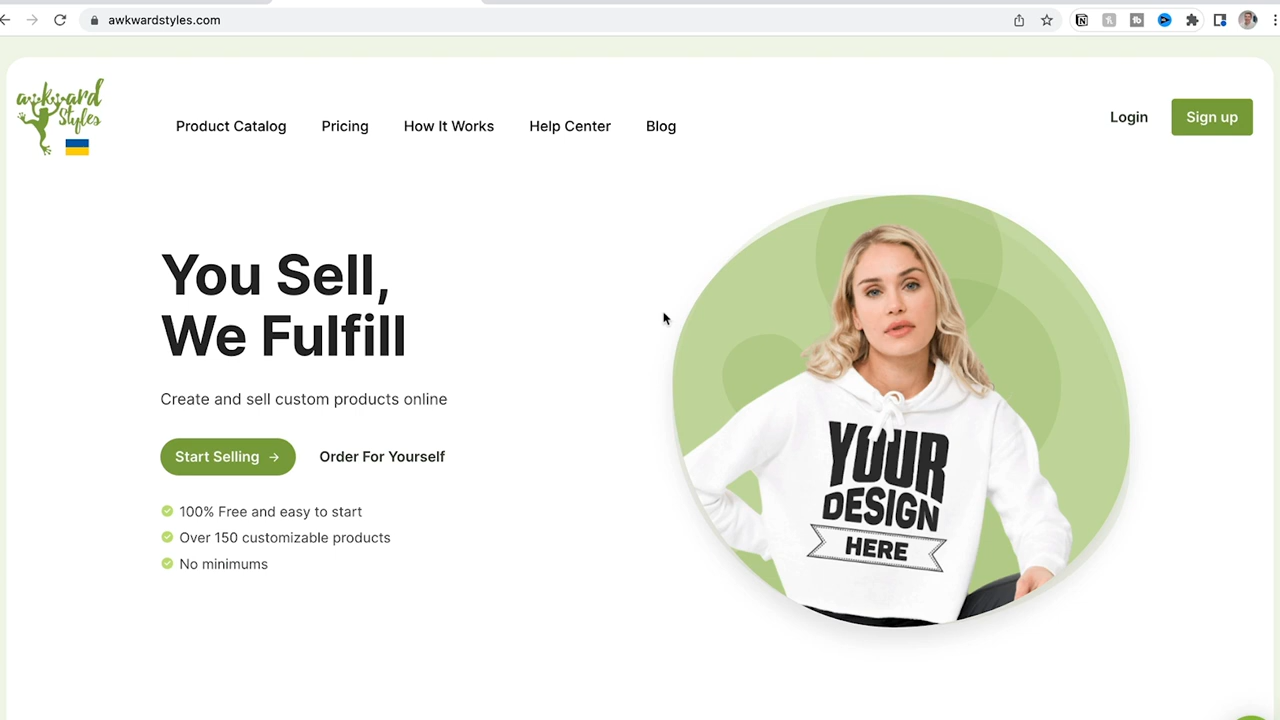 awkwardstyles.com
awkward
Styles
Product Catalog
Pricing
How It Works
Help Center
Blog
Login
Sign up
You Sell,
We Fulfill
Create and sell custom products online
Start Selling →
Order For Yourself
100% Free and easy to start
Over 150 customizable products
No minimums
YOUR
DESIGN
HERE